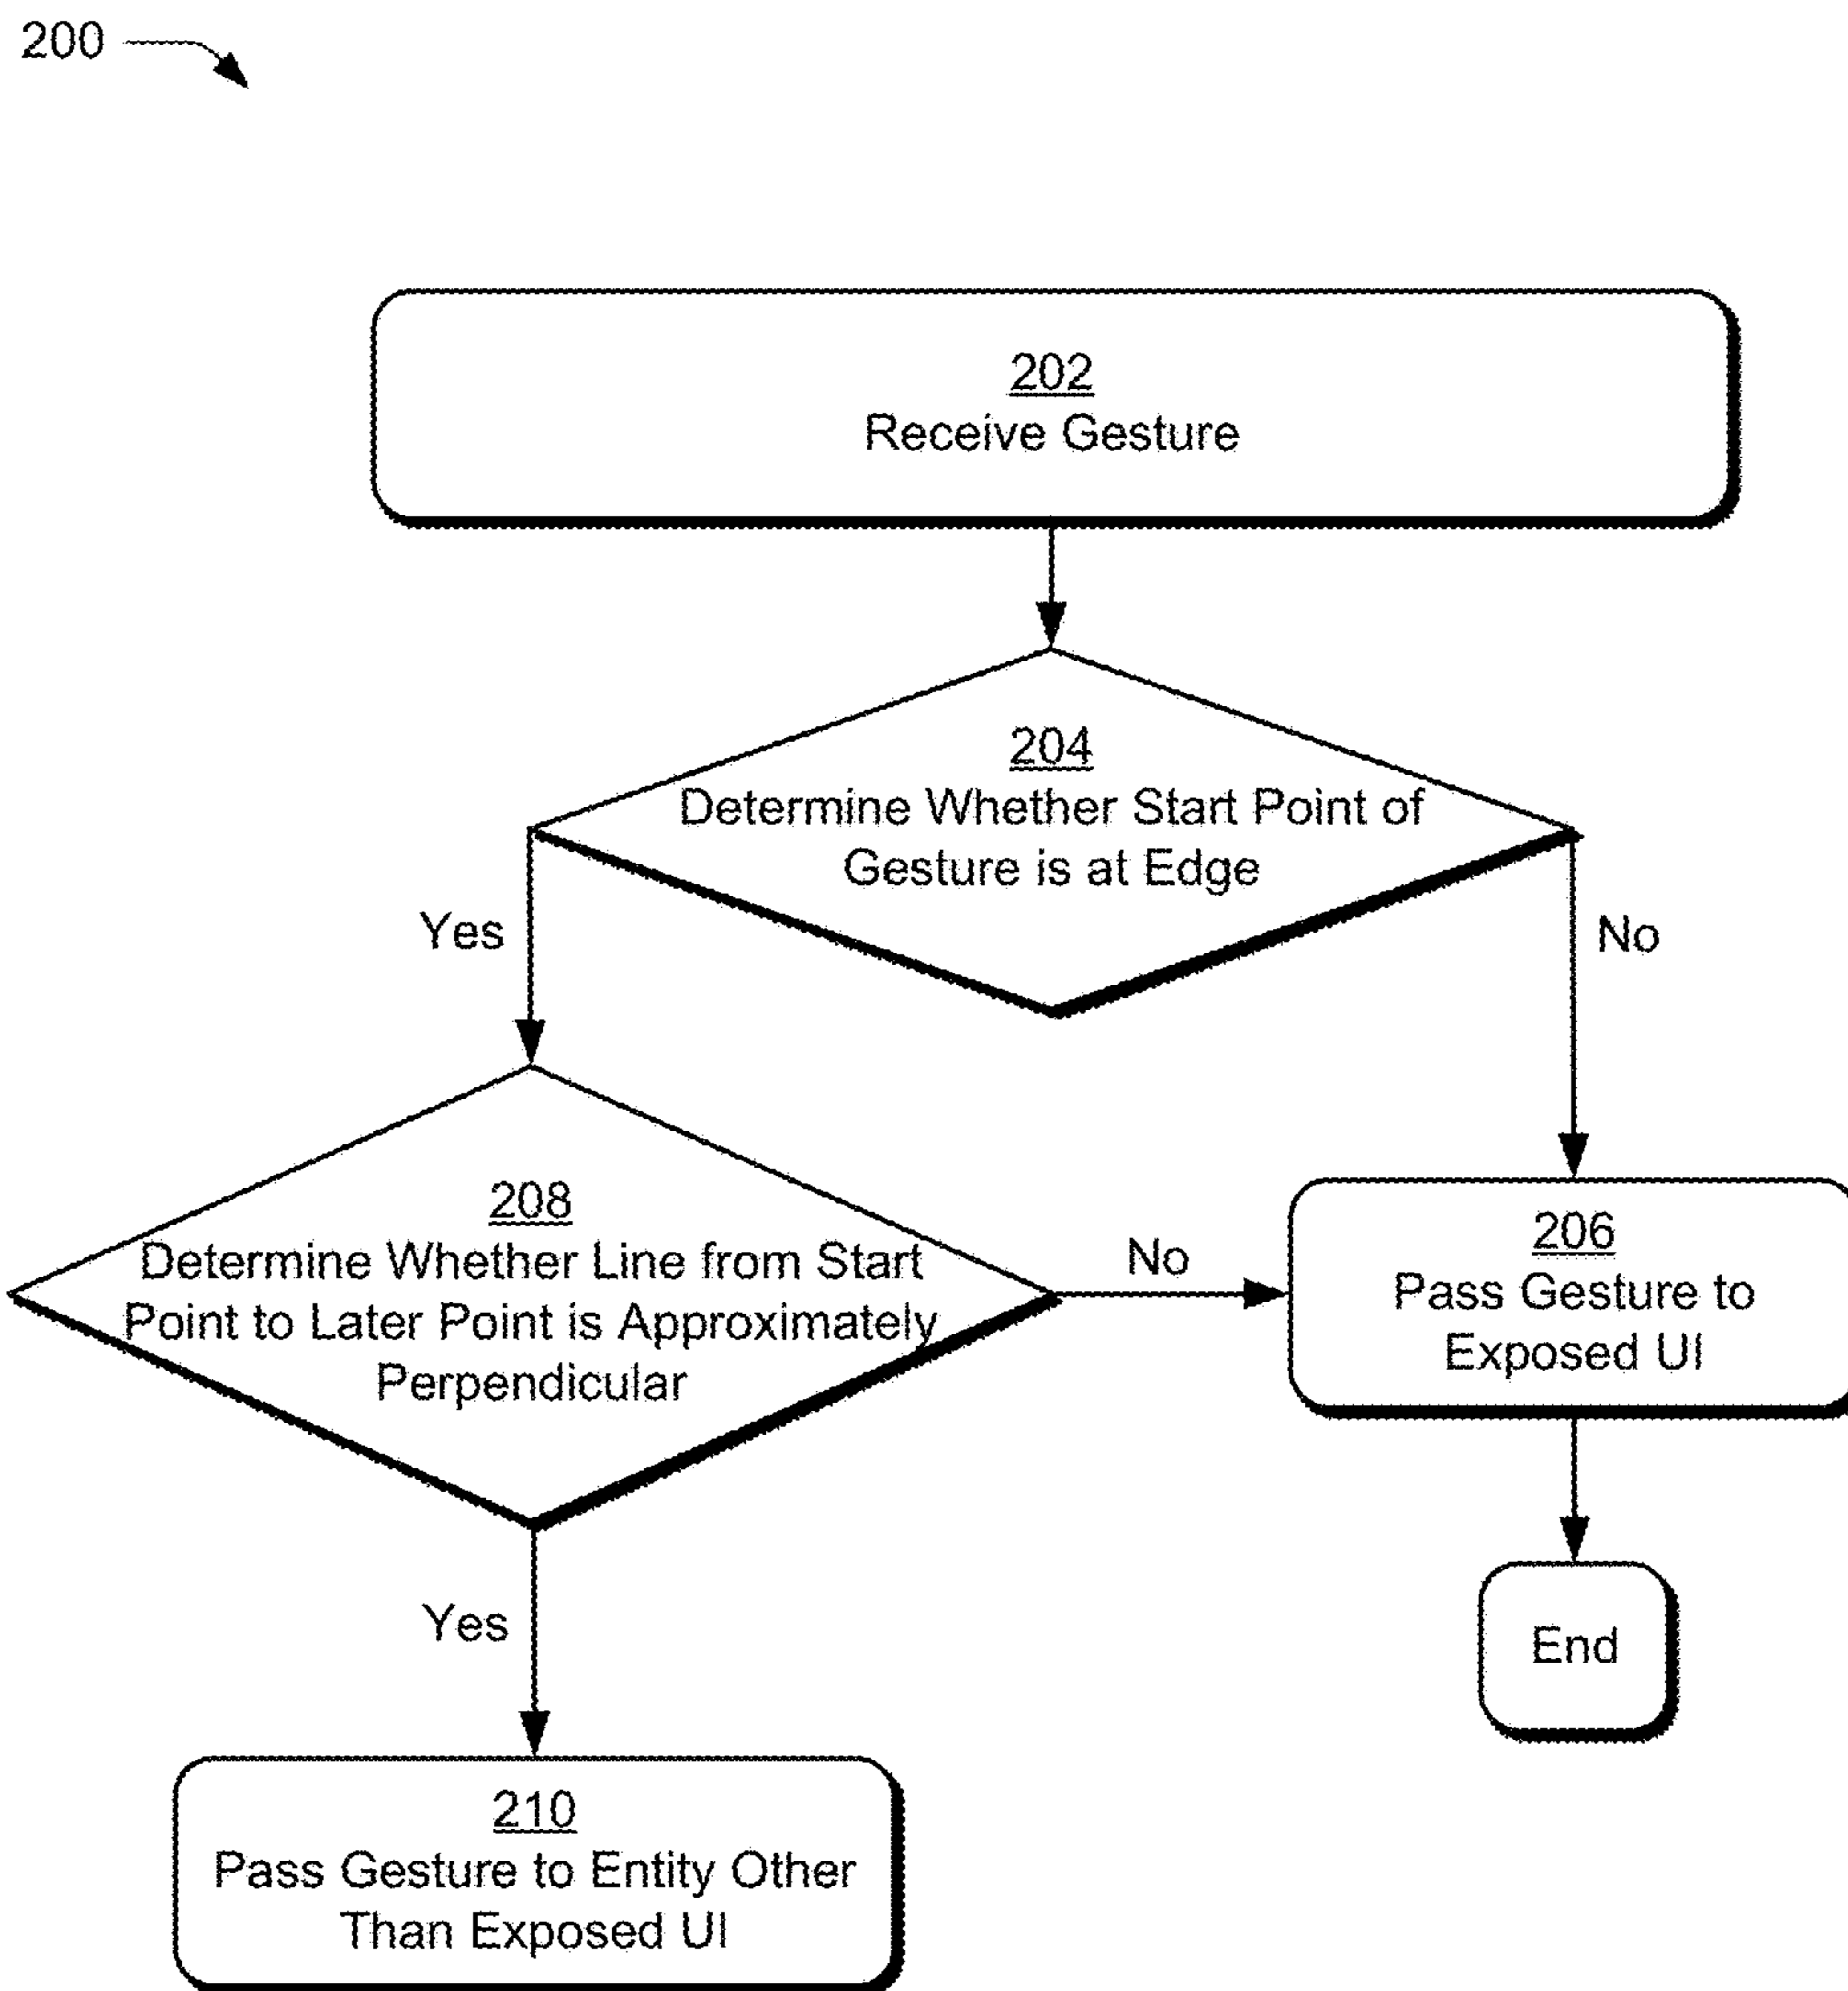 200
202
Receive Gesture
204
Determine Whether Start Point of
Gesture is at Edge
Yes
No
208
Determine Whether Line from Start
Point to Later Point is Approximately
Perpendicular
No
206
Pass Gesture to
Exposed UI
Yes
End
210
Pass Gesture to Entity Other
Than Exposed UI